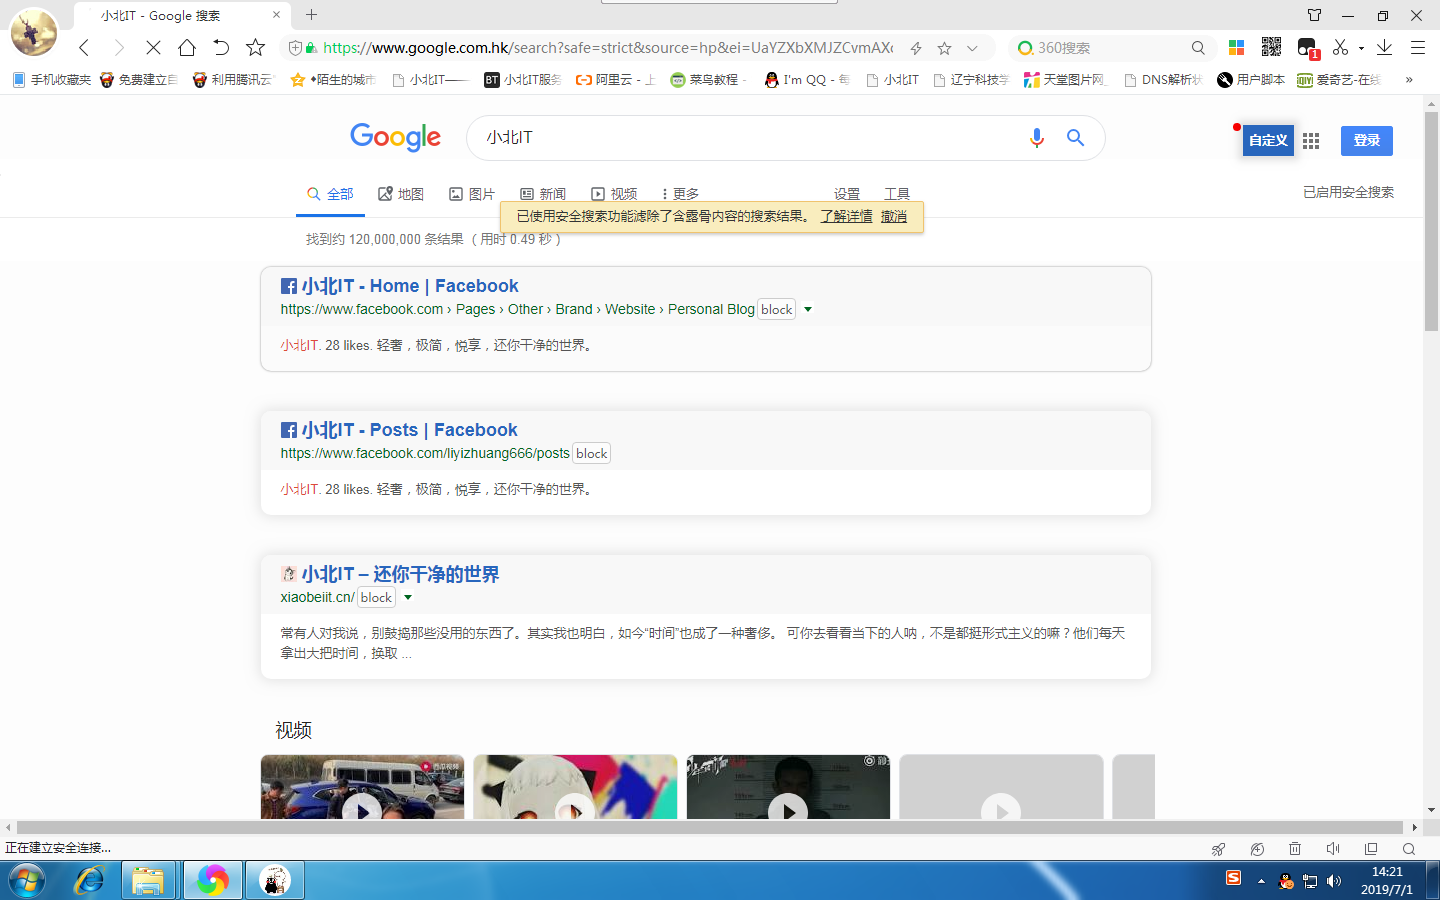 小北IT - Google 搜索
https://www.google.com.hk/search?safe=strict&source=hp&ei=UaYZXbXMJZCvmAX
360搜索
1
手机收藏夹 免费建立自 利用腾讯云 ♦陌生的城市 小北IT—— BT 小北IT服务 阿里云 - 上 菜鸟教程 - I'm QQ - 每 小北IT 辽宁科技学 天堂图片网_ DNS解析状 用户脚本 iQIYI 爱奇艺-在线 »
Google 小北IT 自定义 登录
全部 地图 图片 新闻 视频 更多 设置 工具 已启用安全搜索
已使用安全搜索功能滤除了含露骨内容的搜索结果。 了解详情 撤消
找到约 120,000,000 条结果 （用时 0.49 秒）
小北IT - Home | Facebook
https://www.facebook.com › Pages › Other › Brand › Website › Personal Blog block
小北IT. 28 likes. 轻奢，极简，悦享，还你干净的世界。
小北IT - Posts | Facebook
https://www.facebook.com/liyizhuang666/posts block
小北IT. 28 likes. 轻奢，极简，悦享，还你干净的世界。
小北IT – 还你干净的世界
xiaobeiit.cn/ block
常有人对我说，别鼓捣那些没用的东西了。其实我也明白，如今“时间”也成了一种奢侈。 可你去看看当下的人呐，不是都挺形式主义的嘛？他们每天
拿出大把时间，换取 ...
视频
西瓜视频
正在建立安全连接...
14:21
2019/7/1